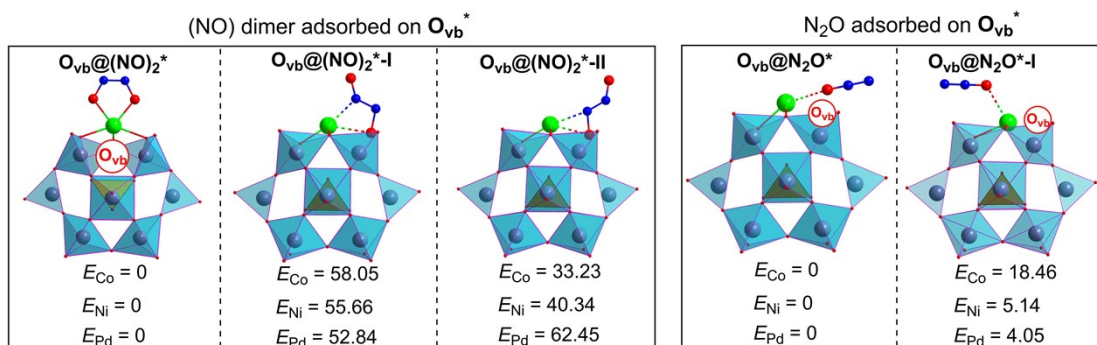 (NO) dimer adsorbed on Ovb*
Ovb@(NO)2*
Ovb
ECo = 0
ENi = 0
EPd = 0
Ovb@(NO)2*-I
ECo = 58.05
ENi = 55.66
EPd = 52.84
Ovb@(NO)2*-II
ECo = 33.23
ENi = 40.34
EPd = 62.45
N2O adsorbed on Ovb*
Ovb@N2O*
Ovb
ECo = 0
ENi = 0
EPd = 0
Ovb@N2O*-I
Ovb
ECo = 18.46
ENi = 5.14
EPd = 4.05